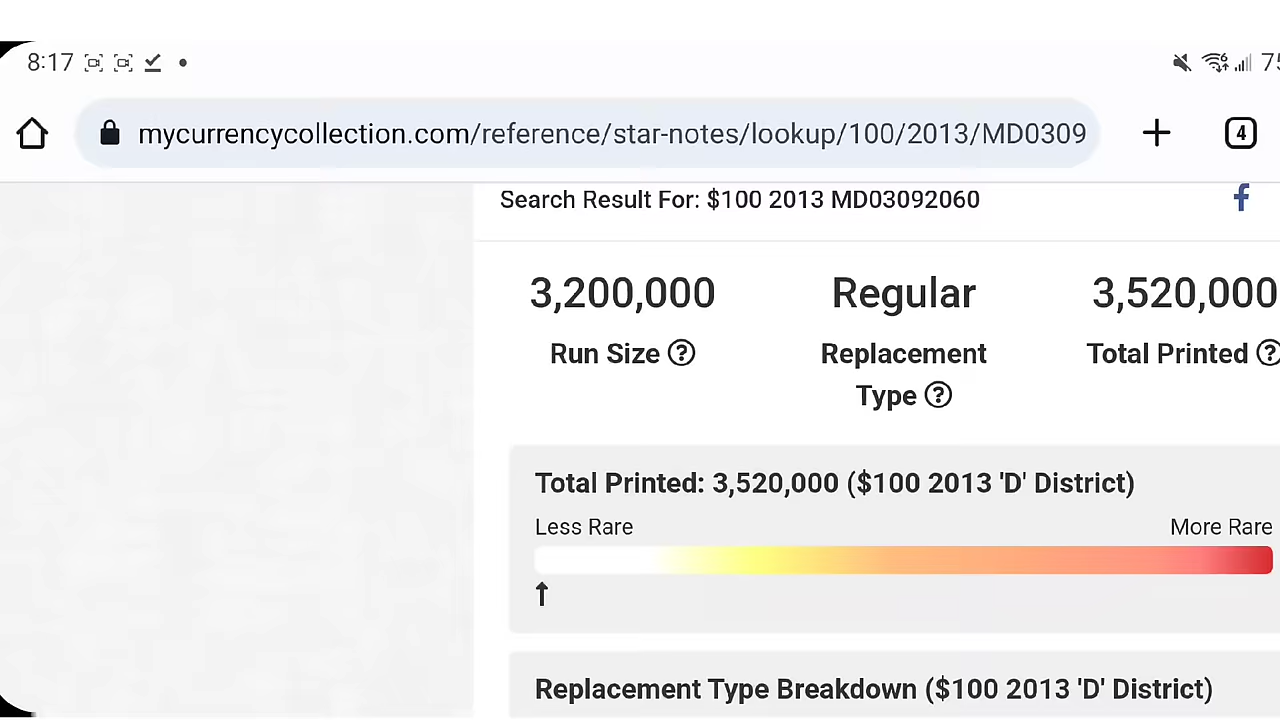 8:17
75
mycurrencycollection.com/reference/star-notes/lookup/100/2013/MD0309
4
Search Result For: $100 2013 MD03092060
3,200,000 Regular 3,520,000
Run Size Replacement Type Total Printed
Total Printed: 3,520,000 ($100 2013 'D' District)
Less Rare More Rare
Replacement Type Breakdown ($100 2013 'D' District)